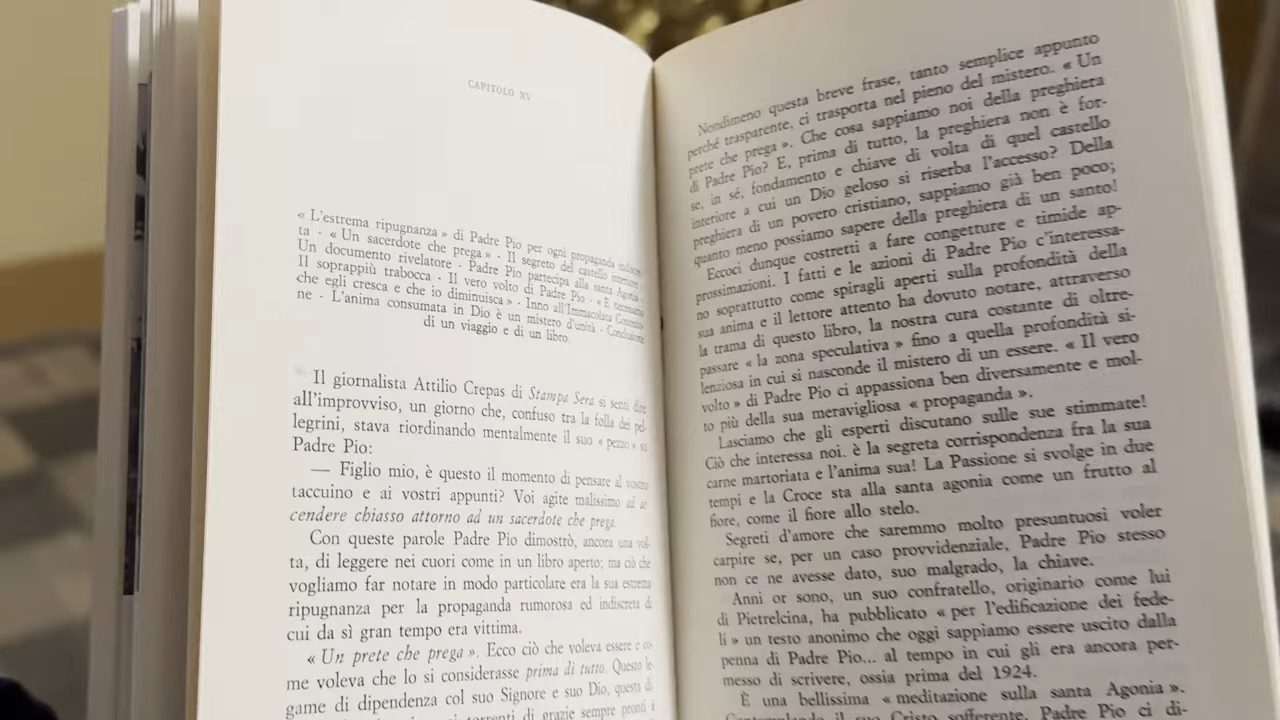 CAPITOLO XV
« L'estrema ripugnanza » di Padre Pio per ogni propaganda indiscre-
ta - « Un sacerdote che prega » - Il segreto del castello interiore -
Un documento rivelatore - Padre Pio partecipa alla santa Agonia -
Il soprappiù trabocca - Il vero volto di Padre Pio - « È necessario
che egli cresca e che io diminuisca » - Inno all'Immacolata Concezio-
ne - L'anima consumata in Dio è un mistero d'unità - Conclusione
di un viaggio e di un libro.
Il giornalista Attilio Crepas di Stampa Sera si sentì dire
all'improvviso, un giorno che, confuso tra la folla dei pel-
legrini, stava riordinando mentalmente il suo « pezzo » su
Padre Pio:
— Figlio mio, è questo il momento di pensare al vostro
taccuino e ai vostri appunti? Voi agite malissimo ad ac-
cendere chiasso attorno ad un sacerdote che prega.
Con queste parole Padre Pio dimostrò, ancora una vol-
ta, di leggere nei cuori come in un libro aperto; ma ciò che
vogliamo far notare in modo particolare era la sua estrema
ripugnanza per la propaganda rumorosa ed indiscreta di
cui da sì gran tempo era vittima.
« Un prete che prega ». Ecco ciò che voleva essere e co-
me voleva che lo si considerasse prima di tutto. Questo le-
game di dipendenza col suo Signore e suo Dio, questa di
torrenti di grazie sempre pronti
Nondimeno questa breve frase, tanto semplice appunto
perché trasparente, ci trasporta nel pieno del mistero. « Un
prete che prega ». Che cosa sappiamo noi della preghiera
di Padre Pio? E, prima di tutto, la preghiera non è for-
se, in sé, fondamento e chiave di volta di quel castello
interiore a cui un Dio geloso si riserba l'accesso? Della
preghiera di un povero cristiano, sappiamo già ben poco;
quanto meno possiamo sapere della preghiera di un santo!
Eccoci dunque costretti a fare congetture e timide ap-
prossimazioni. I fatti e le azioni di Padre Pio c'interessa-
no soprattutto come spiragli aperti sulla profondità della
sua anima e il lettore attento ha dovuto notare, attraverso
la trama di questo libro, la nostra cura costante di oltre-
passare « la zona speculativa » fino a quella profondità si-
lenziosa in cui si nasconde il mistero di un essere. « Il vero
volto » di Padre Pio ci appassiona ben diversamente e mol-
to più della sua meravigliosa « propaganda ».
Lasciamo che gli esperti discutano sulle sue stimmate!
Ciò che interessa noi. è la segreta corrispondenza fra la sua
carne martoriata e l'anima sua! La Passione si svolge in due
tempi e la Croce sta alla santa agonia come un frutto al
fiore, come il fiore allo stelo.
Segreti d'amore che saremmo molto presuntuosi voler
carpire se, per un caso provvidenziale, Padre Pio stesso
non ce ne avesse dato, suo malgrado, la chiave.
Anni or sono, un suo confratello, originario come lui
di Pietrelcina, ha pubblicato « per l'edificazione dei fede-
li » un testo anonimo che oggi sappiamo essere uscito dalla
penna di Padre Pio... al tempo in cui gli era ancora per-
messo di scrivere, ossia prima del 1924.
È una bellissima « meditazione sulla santa Agonia ».
Contemplando il suo Cristo sofferente, Padre Pio ci di-